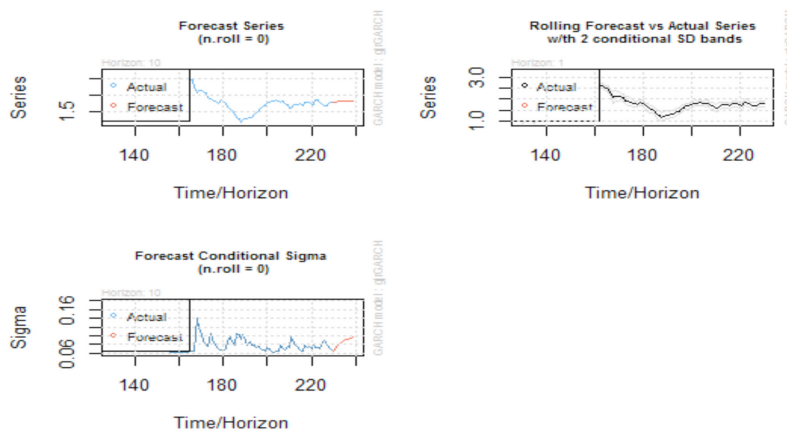 Forecast Series
(n.roll = 0)
Horizon: 10
Actual
Forecast
Series
1.5
140
180
220
Time/Horizon
GARCH model: gjrGARCH
Rolling Forecast vs Actual Series
w/th 2 conditional SD bands
Horizon: 1
Actual
Forecast
Series
3.0
1.0
140
180
220
Time/Horizon
GARCH model: gjrGARCH
Forecast Conditional Sigma
(n.roll = 0)
Horizon: 10
Actual
Forecast
Sigma
0.16
0.06
140
180
220
Time/Horizon
GARCH model: gjrGARCH